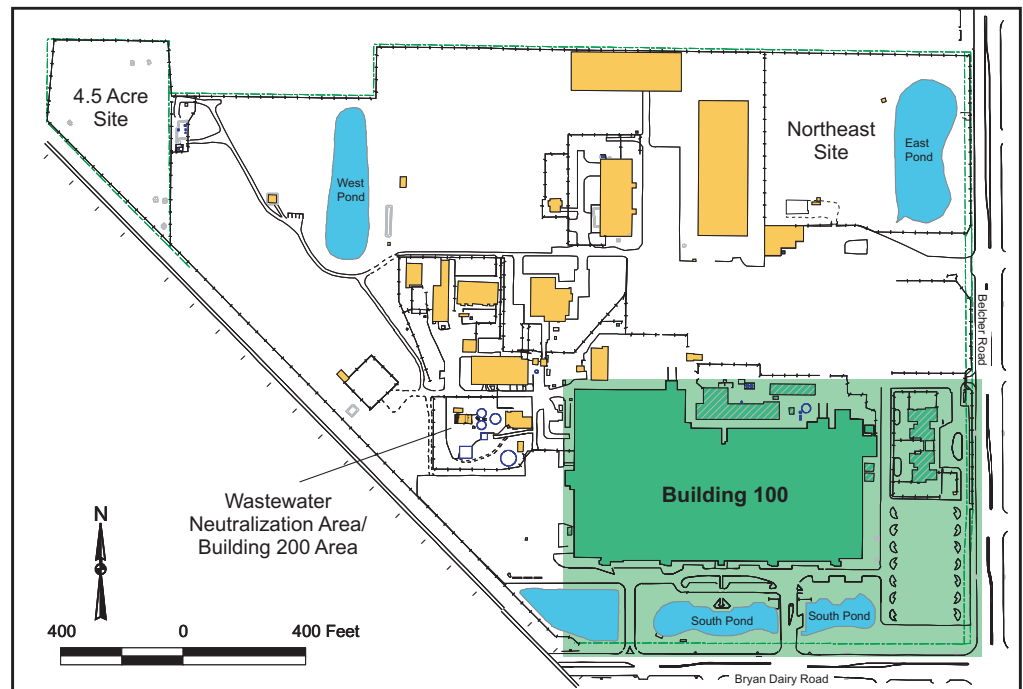 4.5 Acre
Site
West
Pond
Northeast
Site
East
Pond
Belcher Road
Building 100
Wastewater
Neutralization Area/
Building 200 Area
N
400
0
400 Feet
South Pond
South Pond
Bryan Dairy Road